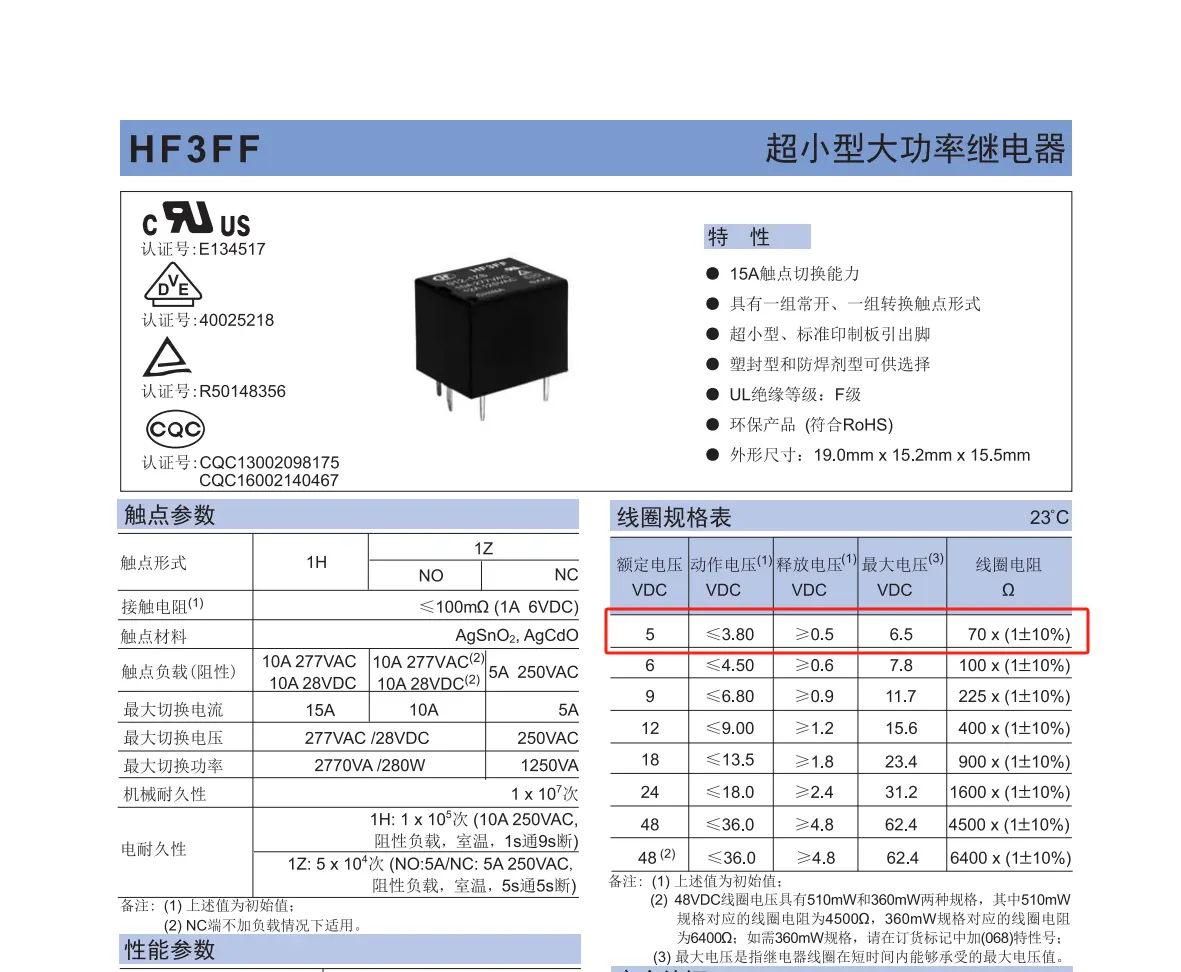 HF3FF
超小型大功率继电器
C RU US
认证号:E134517
DVE
认证号:40025218
认证号:R50148356
CQC
认证号:CQC13002098175
CQC16002140467
HF3FF
特 性
● 15A触点切换能力
● 具有一组常开、一组转换触点形式
● 超小型、标准印制板引出脚
● 塑封型和防焊剂型可供选择
● UL绝缘等级：F级
● 环保产品 (符合RoHS)
● 外形尺寸：19.0mm x 15.2mm x 15.5mm
触点参数
触点形式 1H 1Z
NO NC
接触电阻(1) ≤100mΩ (1A 6VDC)
触点材料 AgSnO2, AgCdO
触点负载(阻性) 10A 277VAC 10A 277VAC(2) 5A 250VAC
10A 28VDC 10A 28VDC(2)
最大切换电流 15A 10A 5A
最大切换电压 277VAC /28VDC 250VAC
最大切换功率 2770VA /280W 1250VA
机械耐久性 1 x 10⁷次
电耐久性 1H: 1 x 10⁵次 (10A 250VAC,
阻性负载，室温，1s通9s断)
1Z: 5 x 10⁴次 (NO:5A/NC: 5A 250VAC,
阻性负载，室温，5s通5s断)
备注：(1) 上述值为初始值；
(2) NC端不加负载情况下适用。
性能参数
线圈规格表 23°C
额定电压 动作电压(1) 释放电压(1) 最大电压(3) 线圈电阻
VDC VDC VDC VDC Ω
5 ≤3.80 ≥0.5 6.5 70 x (1±10%)
6 ≤4.50 ≥0.6 7.8 100 x (1±10%)
9 ≤6.80 ≥0.9 11.7 225 x (1±10%)
12 ≤9.00 ≥1.2 15.6 400 x (1±10%)
18 ≤13.5 ≥1.8 23.4 900 x (1±10%)
24 ≤18.0 ≥2.4 31.2 1600 x (1±10%)
48 ≤36.0 ≥4.8 62.4 4500 x (1±10%)
48 (2) ≤36.0 ≥4.8 62.4 6400 x (1±10%)
备注：(1) 上述值为初始值；
(2) 48VDC线圈电压具有510mW和360mW两种规格，其中510mW
规格对应的线圈电阻为4500Ω，360mW规格对应的线圈电阻
为6400Ω；如需360mW规格，请在订货标记中加(068)特性号；
(3) 最大电压是指继电器线圈在短时间内能够承受的最大电压值。